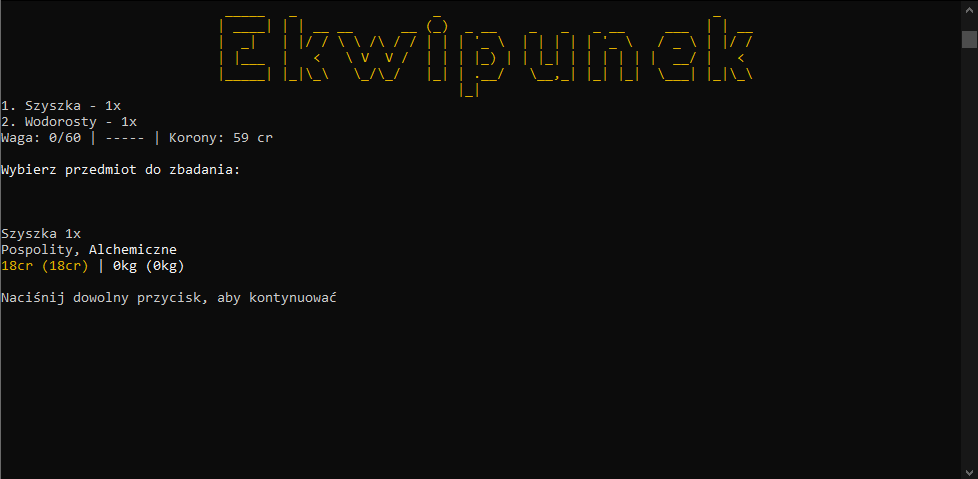 Ekwipunek
1. Szyszka - 1x
2. Wodorosty - 1x
Waga: 0/60 | ----- | Korony: 59 cr
Wybierz przedmiot do zbadania:
Szyszka 1x
Pospolity, Alchemiczne
18cr (18cr) | 0kg (0kg)
Naciśnij dowolny przycisk, aby kontynuować